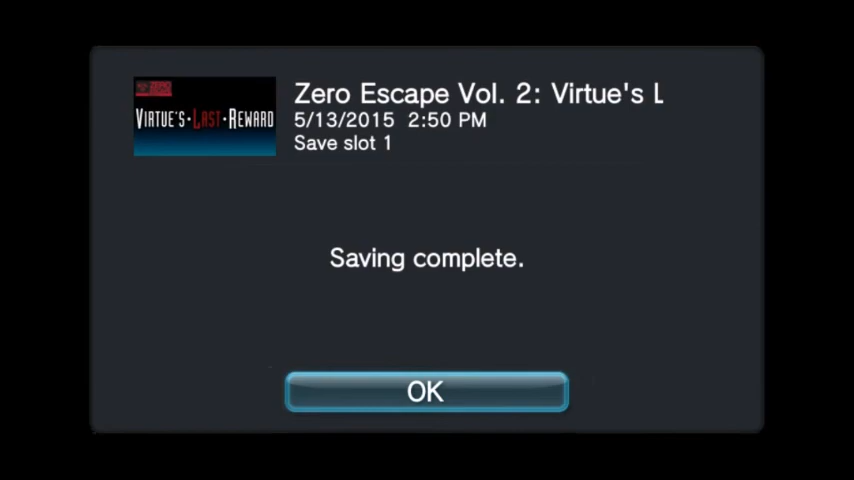 VIRTUE'S·LAST·REWARD
Zero Escape Vol. 2: Virtue's L
5/13/2015 2:50 PM
Save slot 1
Saving complete.
OK